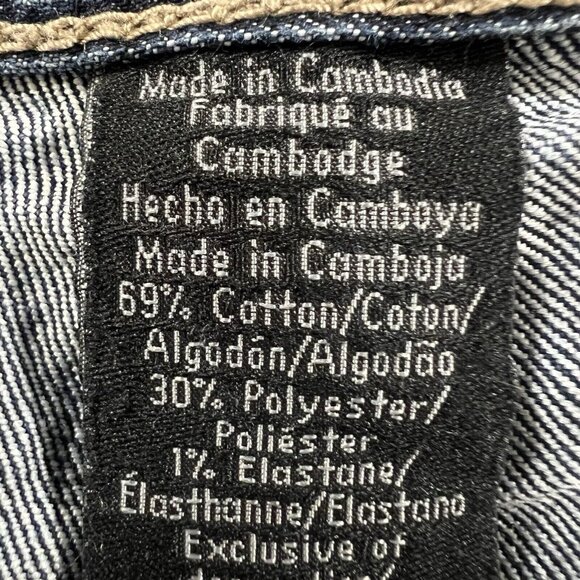 Made in Cambodia
Fabriqué au
Cambodge
Hecho en Camboya
Made in Camboja
69% Cotton/Coton/
Algodón/Algodão
30% Polyester/
Poliéster
1% Elastane/
Élasthanne/Elastano
Exclusive of